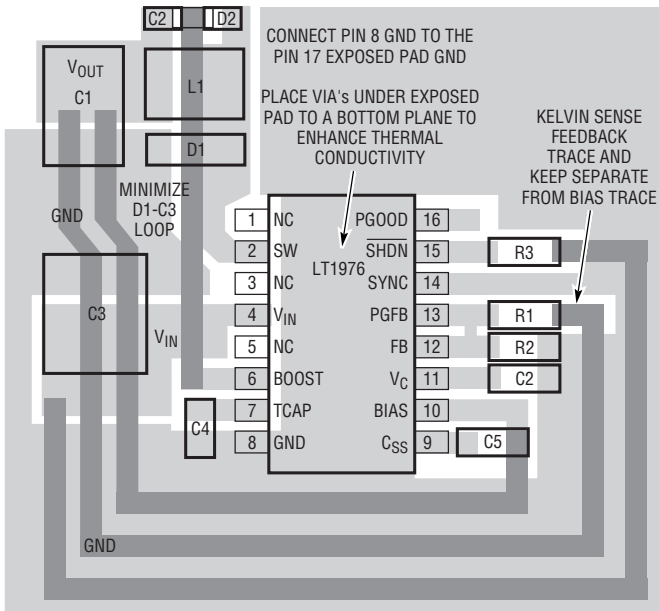 C2
D2
CONNECT PIN 8 GND TO THE
PIN 17 EXPOSED PAD GND
VOUT
C1
L1
PLACE VIA's UNDER EXPOSED
PAD TO A BOTTOM PLANE TO
ENHANCE THERMAL
CONDUCTIVITY
KELVIN SENSE
FEEDBACK
TRACE AND
KEEP SEPARATE
FROM BIAS TRACE
D1
MINIMIZE
D1-C3
LOOP
GND
1 NC
PGOOD 16
2 SW
SHDN 15
R3
LT1976
3 NC
SYNC 14
C3
VIN
4 VIN
PGFB 13
R1
5 NC
FB 12
R2
6 BOOST
VC 11
C2
7 TCAP
BIAS 10
C4
8 GND
CSS 9
C5
GND